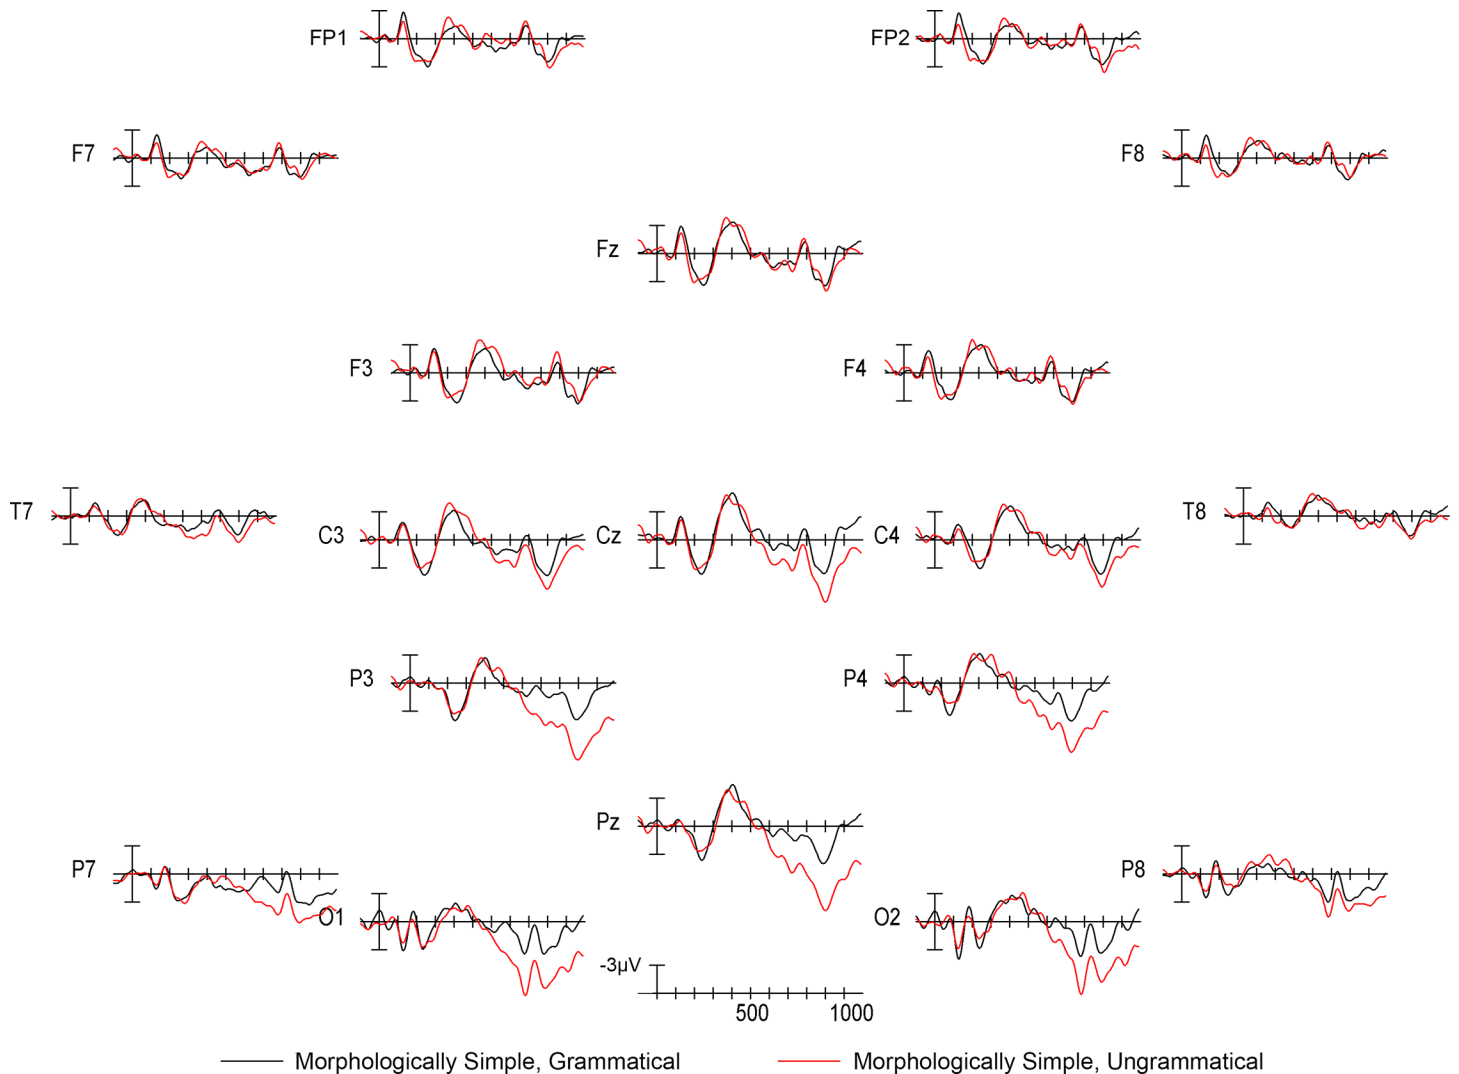 FP1 FP2
F7 F8
Fz
F3 F4
T7 C3 Cz C4 T8
P3 P4
Pz
P7 P8
O1 O2
-3µV
500 1000
Morphologically Simple, Grammatical Morphologically Simple, Ungrammatical